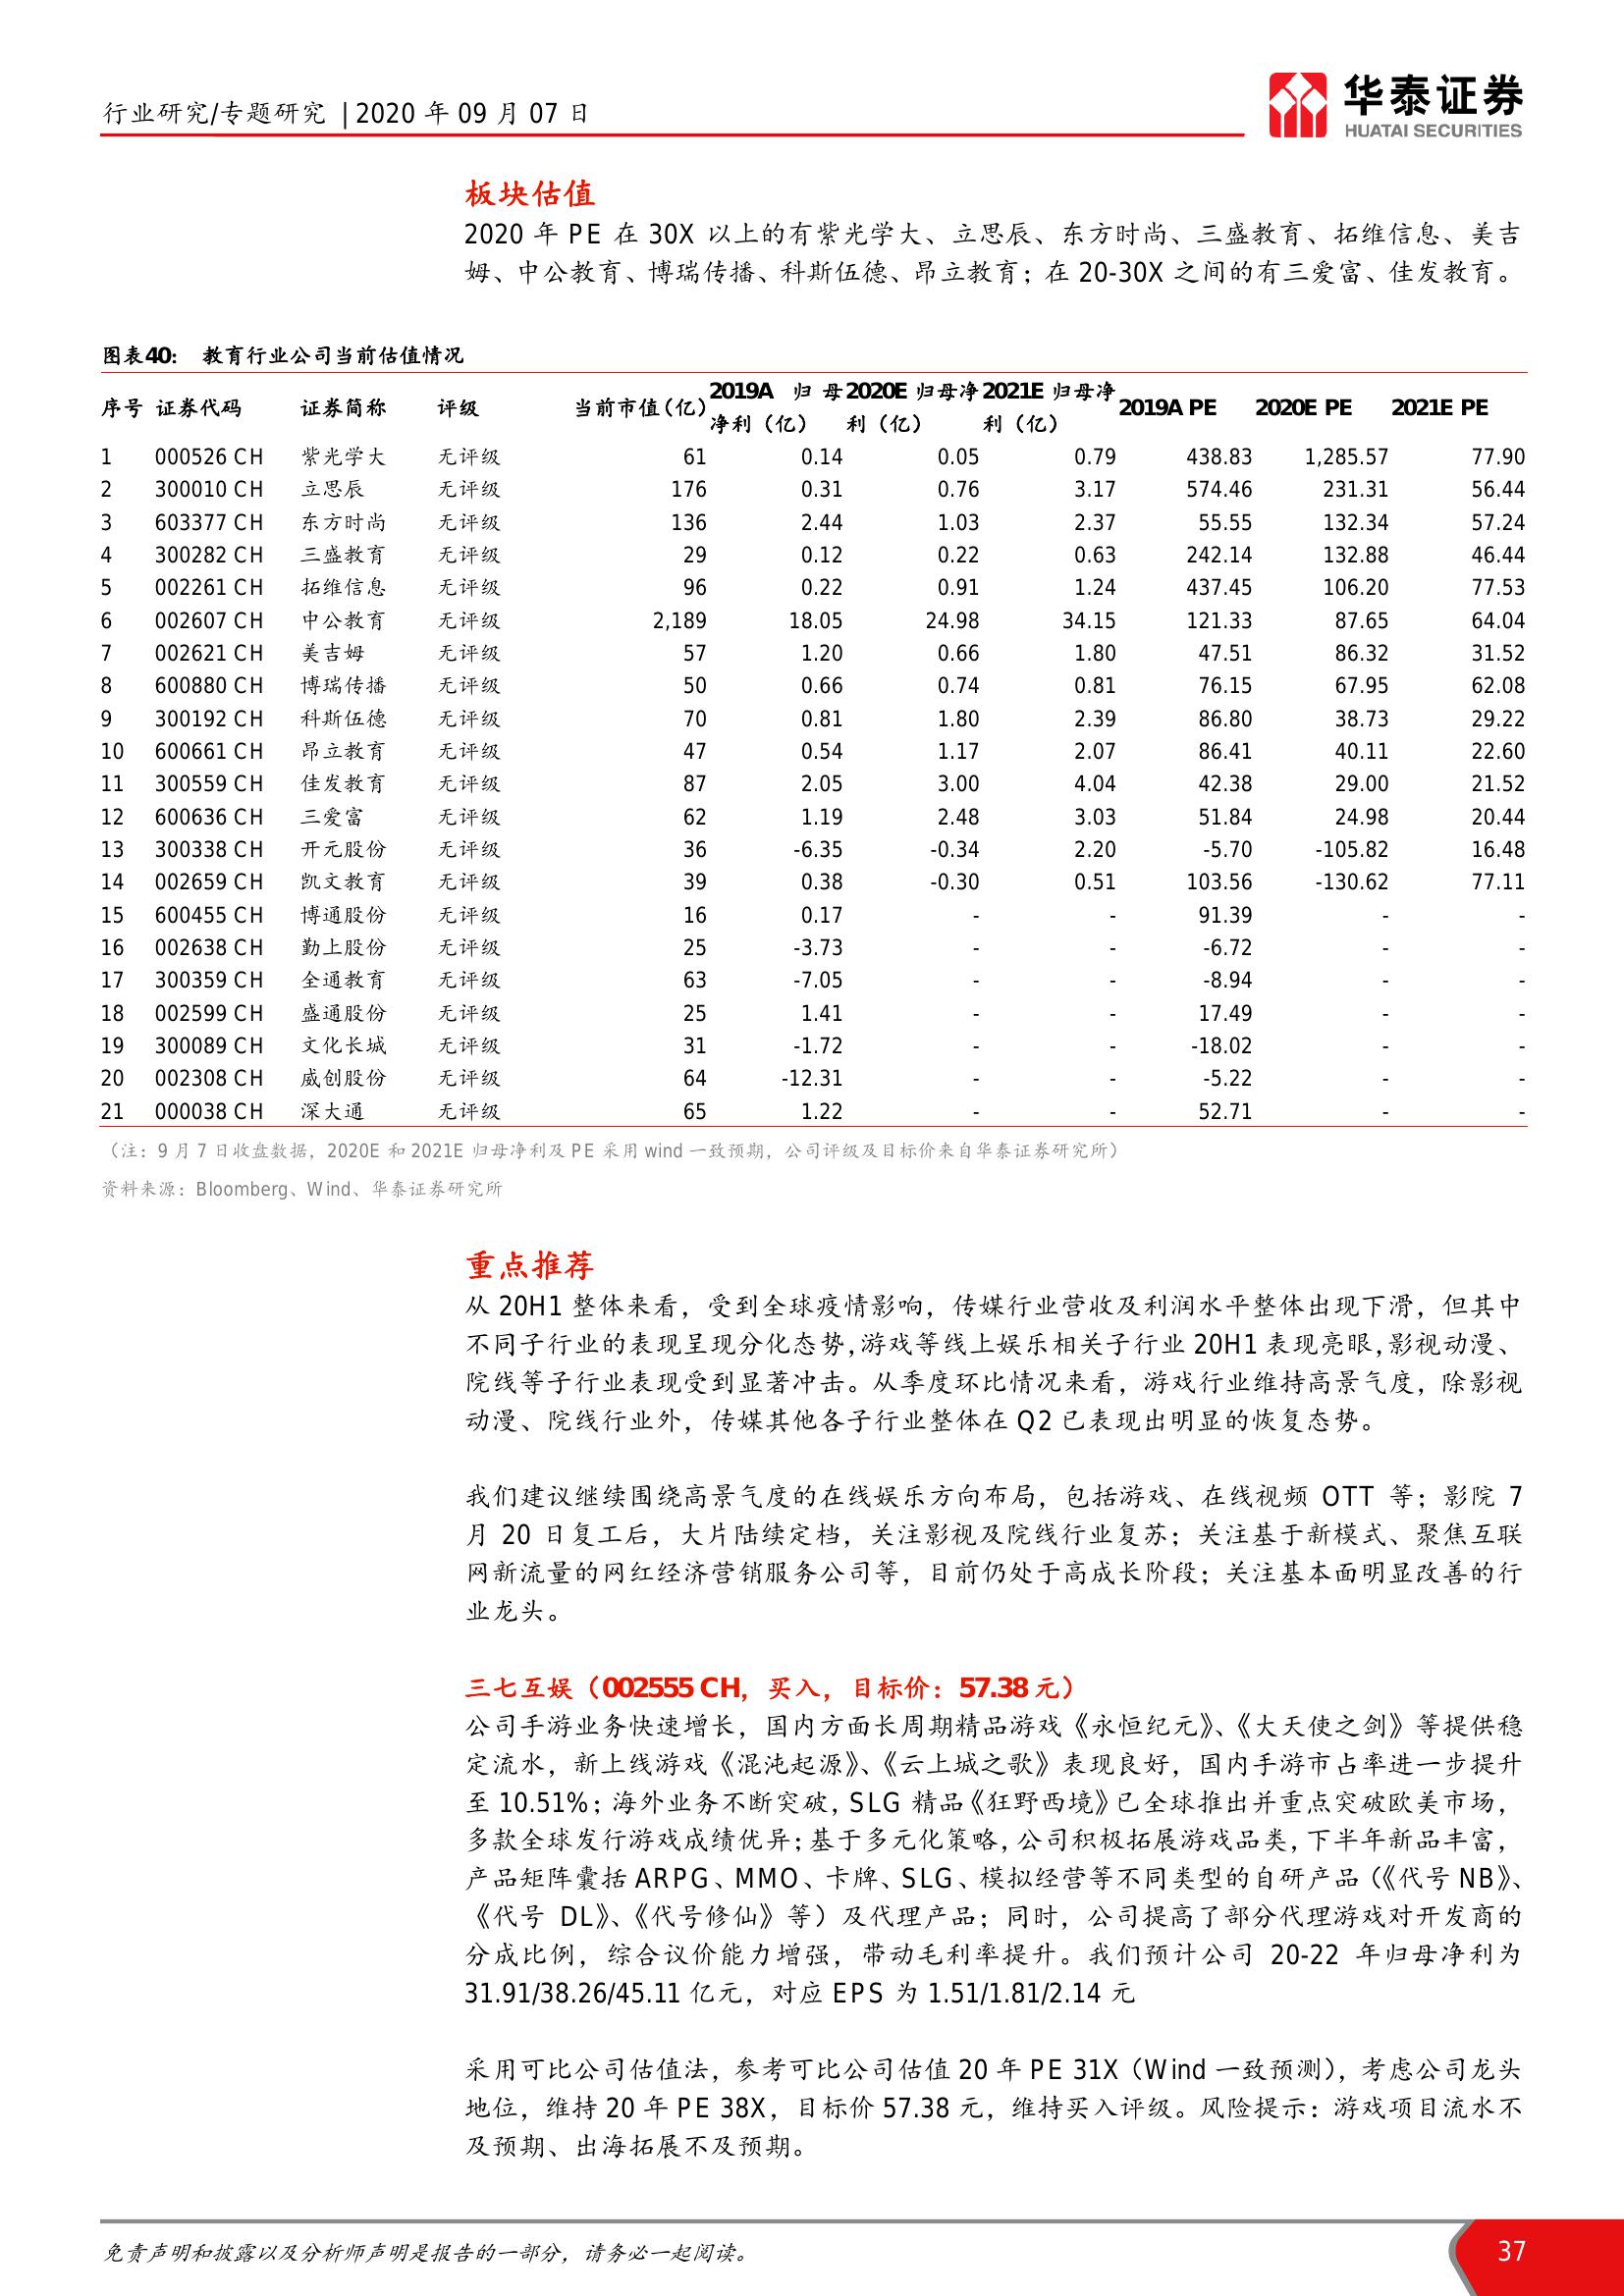 行业研究/专题研究 | 2020 年 09 月 07 日
华泰证券
HUATAI SECURITIES
板块估值
2020 年 PE 在 30X 以上的有紫光学大、立思辰、东方时尚、三盛教育、拓维信息、美吉
姆、中公教育、博瑞传播、科斯伍德、昂立教育；在 20-30X 之间的有三爱富、佳发教育。
图表40： 教育行业公司当前估值情况
序号 证券代码 证券简称 评级 当前市值(亿) 2019A 归母净利（亿） 2020E 归母净利（亿） 2021E 归母净利（亿） 2019A PE 2020E PE 2021E PE
1 000526 CH 紫光学大 无评级 61 0.14 0.05 0.79 438.83 1,285.57 77.90
2 300010 CH 立思辰 无评级 176 0.31 0.76 3.17 574.46 231.31 56.44
3 603377 CH 东方时尚 无评级 136 2.44 1.03 2.37 55.55 132.34 57.24
4 300282 CH 三盛教育 无评级 29 0.12 0.22 0.63 242.14 132.88 46.44
5 002261 CH 拓维信息 无评级 96 0.22 0.91 1.24 437.45 106.20 77.53
6 002607 CH 中公教育 无评级 2,189 18.05 24.98 34.15 121.33 87.65 64.04
7 002621 CH 美吉姆 无评级 57 1.20 0.66 1.80 47.51 86.32 31.52
8 600880 CH 博瑞传播 无评级 50 0.66 0.74 0.81 76.15 67.95 62.08
9 300192 CH 科斯伍德 无评级 70 0.81 1.80 2.39 86.80 38.73 29.22
10 600661 CH 昂立教育 无评级 47 0.54 1.17 2.07 86.41 40.11 22.60
11 300559 CH 佳发教育 无评级 87 2.05 3.00 4.04 42.38 29.00 21.52
12 600636 CH 三爱富 无评级 62 1.19 2.48 3.03 51.84 24.98 20.44
13 300338 CH 开元股份 无评级 36 -6.35 -0.34 2.20 -5.70 -105.82 16.48
14 002659 CH 凯文教育 无评级 39 0.38 -0.30 0.51 103.56 -130.62 77.11
15 600455 CH 博通股份 无评级 16 0.17 - - 91.39 - -
16 002638 CH 勤上股份 无评级 25 -3.73 - - -6.72 - -
17 300359 CH 全通教育 无评级 63 -7.05 - - -8.94 - -
18 002599 CH 盛通股份 无评级 25 1.41 - - 17.49 - -
19 300089 CH 文化长城 无评级 31 -1.72 - - -18.02 - -
20 002308 CH 威创股份 无评级 64 -12.31 - - -5.22 - -
21 000038 CH 深大通 无评级 65 1.22 - - 52.71 - -
（注：9 月 7 日收盘数据，2020E 和 2021E 归母净利及 PE 采用 wind 一致预期，公司评级及目标价来自华泰证券研究所）
资料来源：Bloomberg、Wind、华泰证券研究所
重点推荐
从 20H1 整体来看，受到全球疫情影响，传媒行业营收及利润水平整体出现下滑，但其中
不同子行业的表现呈现分化态势，游戏等线上娱乐相关子行业 20H1 表现亮眼，影视动漫、
院线等子行业表现受到显著冲击。从季度环比情况来看，游戏行业维持高景气度，除影视
动漫、院线行业外，传媒其他各子行业整体在 Q2 已表现出明显的恢复态势。
我们建议继续围绕高景气度的在线娱乐方向布局，包括游戏、在线视频 OTT 等；影院 7
月 20 日复工后，大片陆续定档，关注影视及院线行业复苏；关注基于新模式、聚焦互联
网新流量的网红经济营销服务公司等，目前仍处于高成长阶段；关注基本面明显改善的行
业龙头。
三七互娱（002555 CH，买入，目标价：57.38 元）
公司手游业务快速增长，国内方面长周期精品游戏《永恒纪元》、《大天使之剑》等提供稳
定流水，新上线游戏《混沌起源》、《云上城之歌》表现良好，国内手游市占率进一步提升
至 10.51%；海外业务不断突破，SLG 精品《狂野西境》已全球推出并重点突破欧美市场，
多款全球发行游戏成绩优异；基于多元化策略，公司积极拓展游戏品类，下半年新品丰富，
产品矩阵囊括 ARPG、MMO、卡牌、SLG、模拟经营等不同类型的自研产品（《代号 NB》、
《代号 DL》、《代号修仙》等）及代理产品；同时，公司提高了部分代理游戏对开发商的
分成比例，综合议价能力增强，带动毛利率提升。我们预计公司 20-22 年归母净利为
31.91/38.26/45.11 亿元，对应 EPS 为 1.51/1.81/2.14 元
采用可比公司估值法，参考可比公司估值 20 年 PE 31X（Wind 一致预测），考虑公司龙头
地位，维持 20 年 PE 38X，目标价 57.38 元，维持买入评级。风险提示：游戏项目流水不
及预期、出海拓展不及预期。
免责声明和披露以及分析师声明是报告的一部分，请务必一起阅读。
37